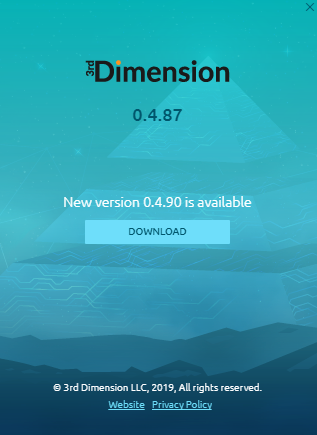 3rd Dimension
0.4.87
New version 0.4.90 is available
DOWNLOAD
© 3rd Dimension LLC, 2019, All rights reserved.
Website Privacy Policy